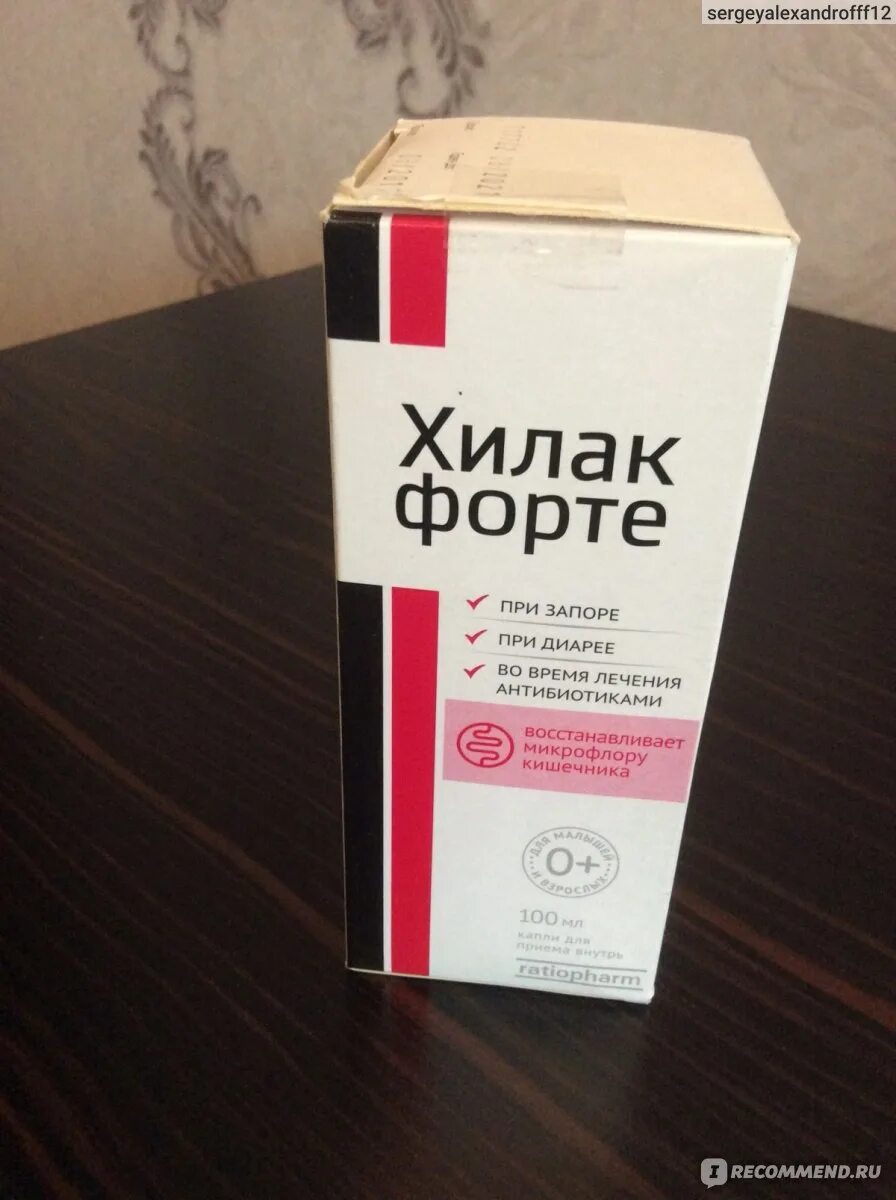 sergeyalexandrofff12
Хилак
форте
ПРИ ЗАПОРЕ
ПРИ ДИАРЕЕ
ВО ВРЕМЯ ЛЕЧЕНИЯ
АНТИБИОТИКАМИ
восстанавливает
микрофлору
кишечника
ДЛЯ МАЛЫШЕЙ
0+
И ВЗРОСЛЫХ
100 мл
капли для
приема внутрь
ratiopharm
IRECOMMEND.RU